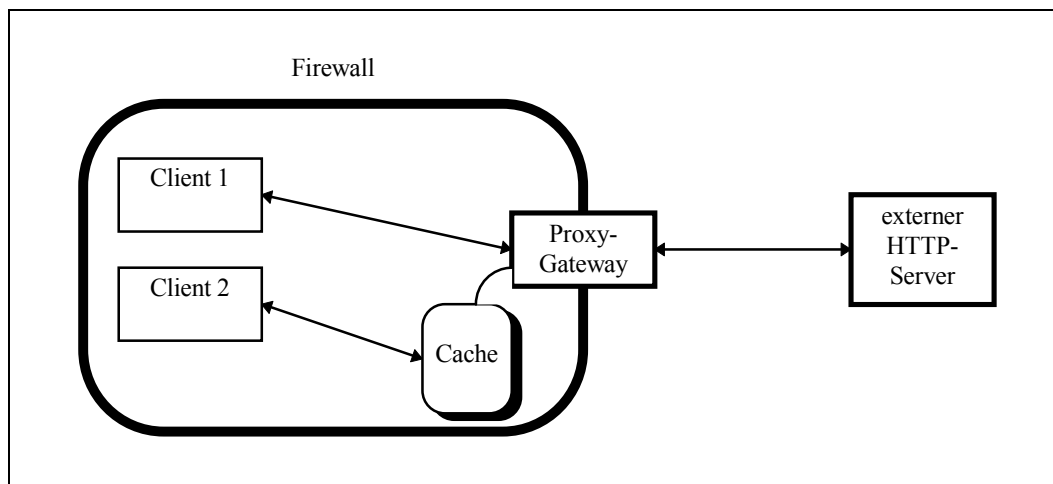 Firewall
Client 1
Proxy-
Gateway
externer
HTTP-
Server
Client 2
Cache